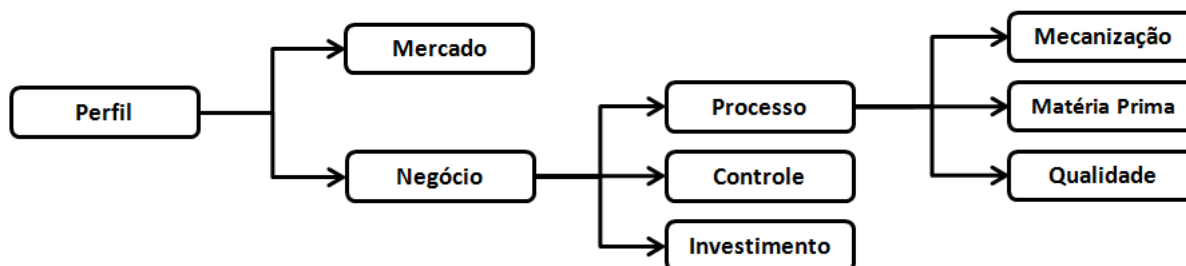 Perfil
Mercado
Negócio
Processo
Controle
Investimento
Mecanização
Matéria Prima
Qualidade